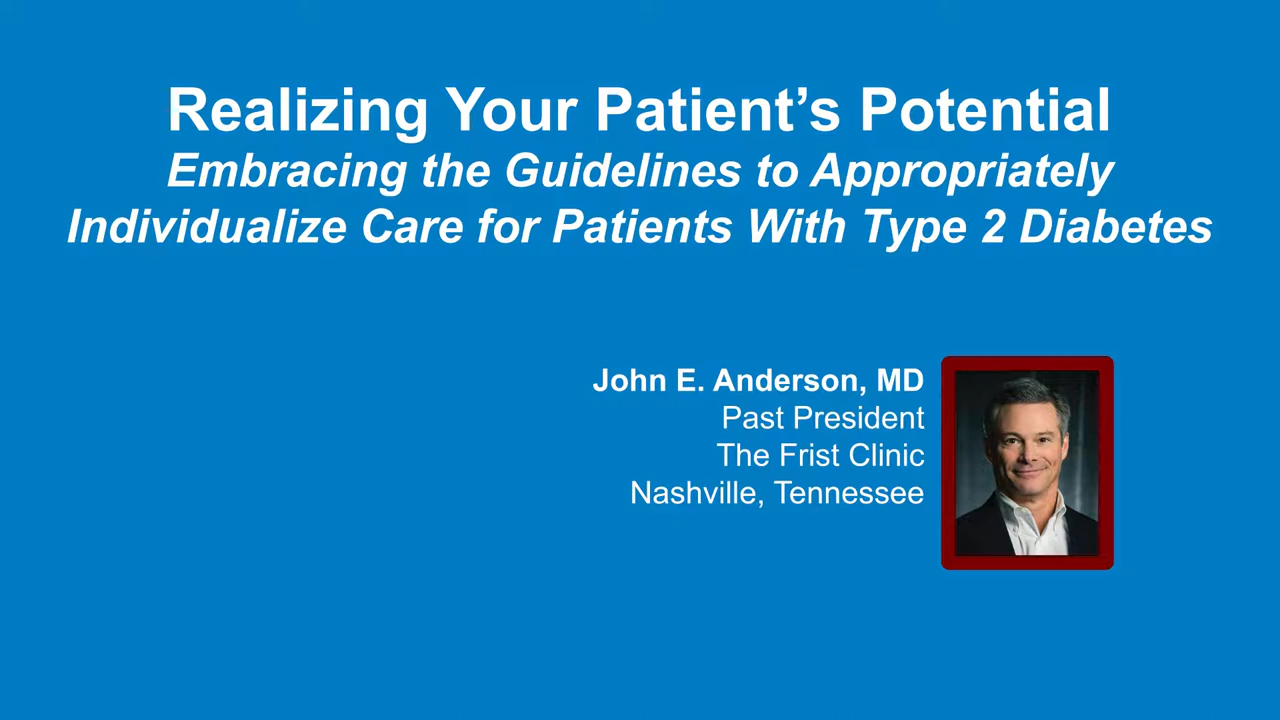 Realizing Your Patient’s Potential
Embracing the Guidelines to Appropriately
Individualize Care for Patients With Type 2 Diabetes
John E. Anderson, MD
Past President
The Frist Clinic
Nashville, Tennessee